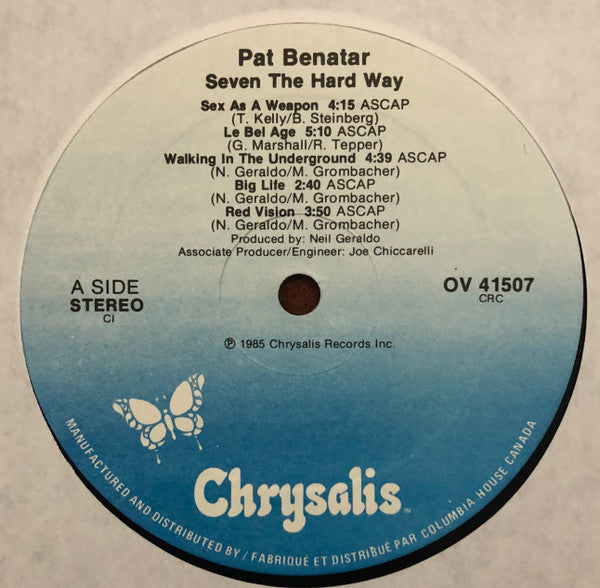 Pat Benatar
Seven The Hard Way
Sex As A Weapon 4:15 ASCAP
(T. Kelly/B. Steinberg)
Le Bel Age 5:10 ASCAP
(G. Marshall/R. Tepper)
Walking In The Underground 4:39 ASCAP
(N. Geraldo/M. Grombacher)
Big Life 2:40 ASCAP
(N. Geraldo/M. Grombacher)
Red Vision 3:50 ASCAP
(N. Geraldo/M. Grombacher)
Produced by: Neil Geraldo
Associate Producer/Engineer: Joe Chiccarelli
A SIDE
STEREO
CI
OV 41507
CRC
℗ 1985 Chrysalis Records Inc.
Chrysalis™
MANUFACTURED AND DISTRIBUTED BY / FABRIQUÉ ET DISTRIBUÉ PAR COLUMBIA HOUSE CANADA